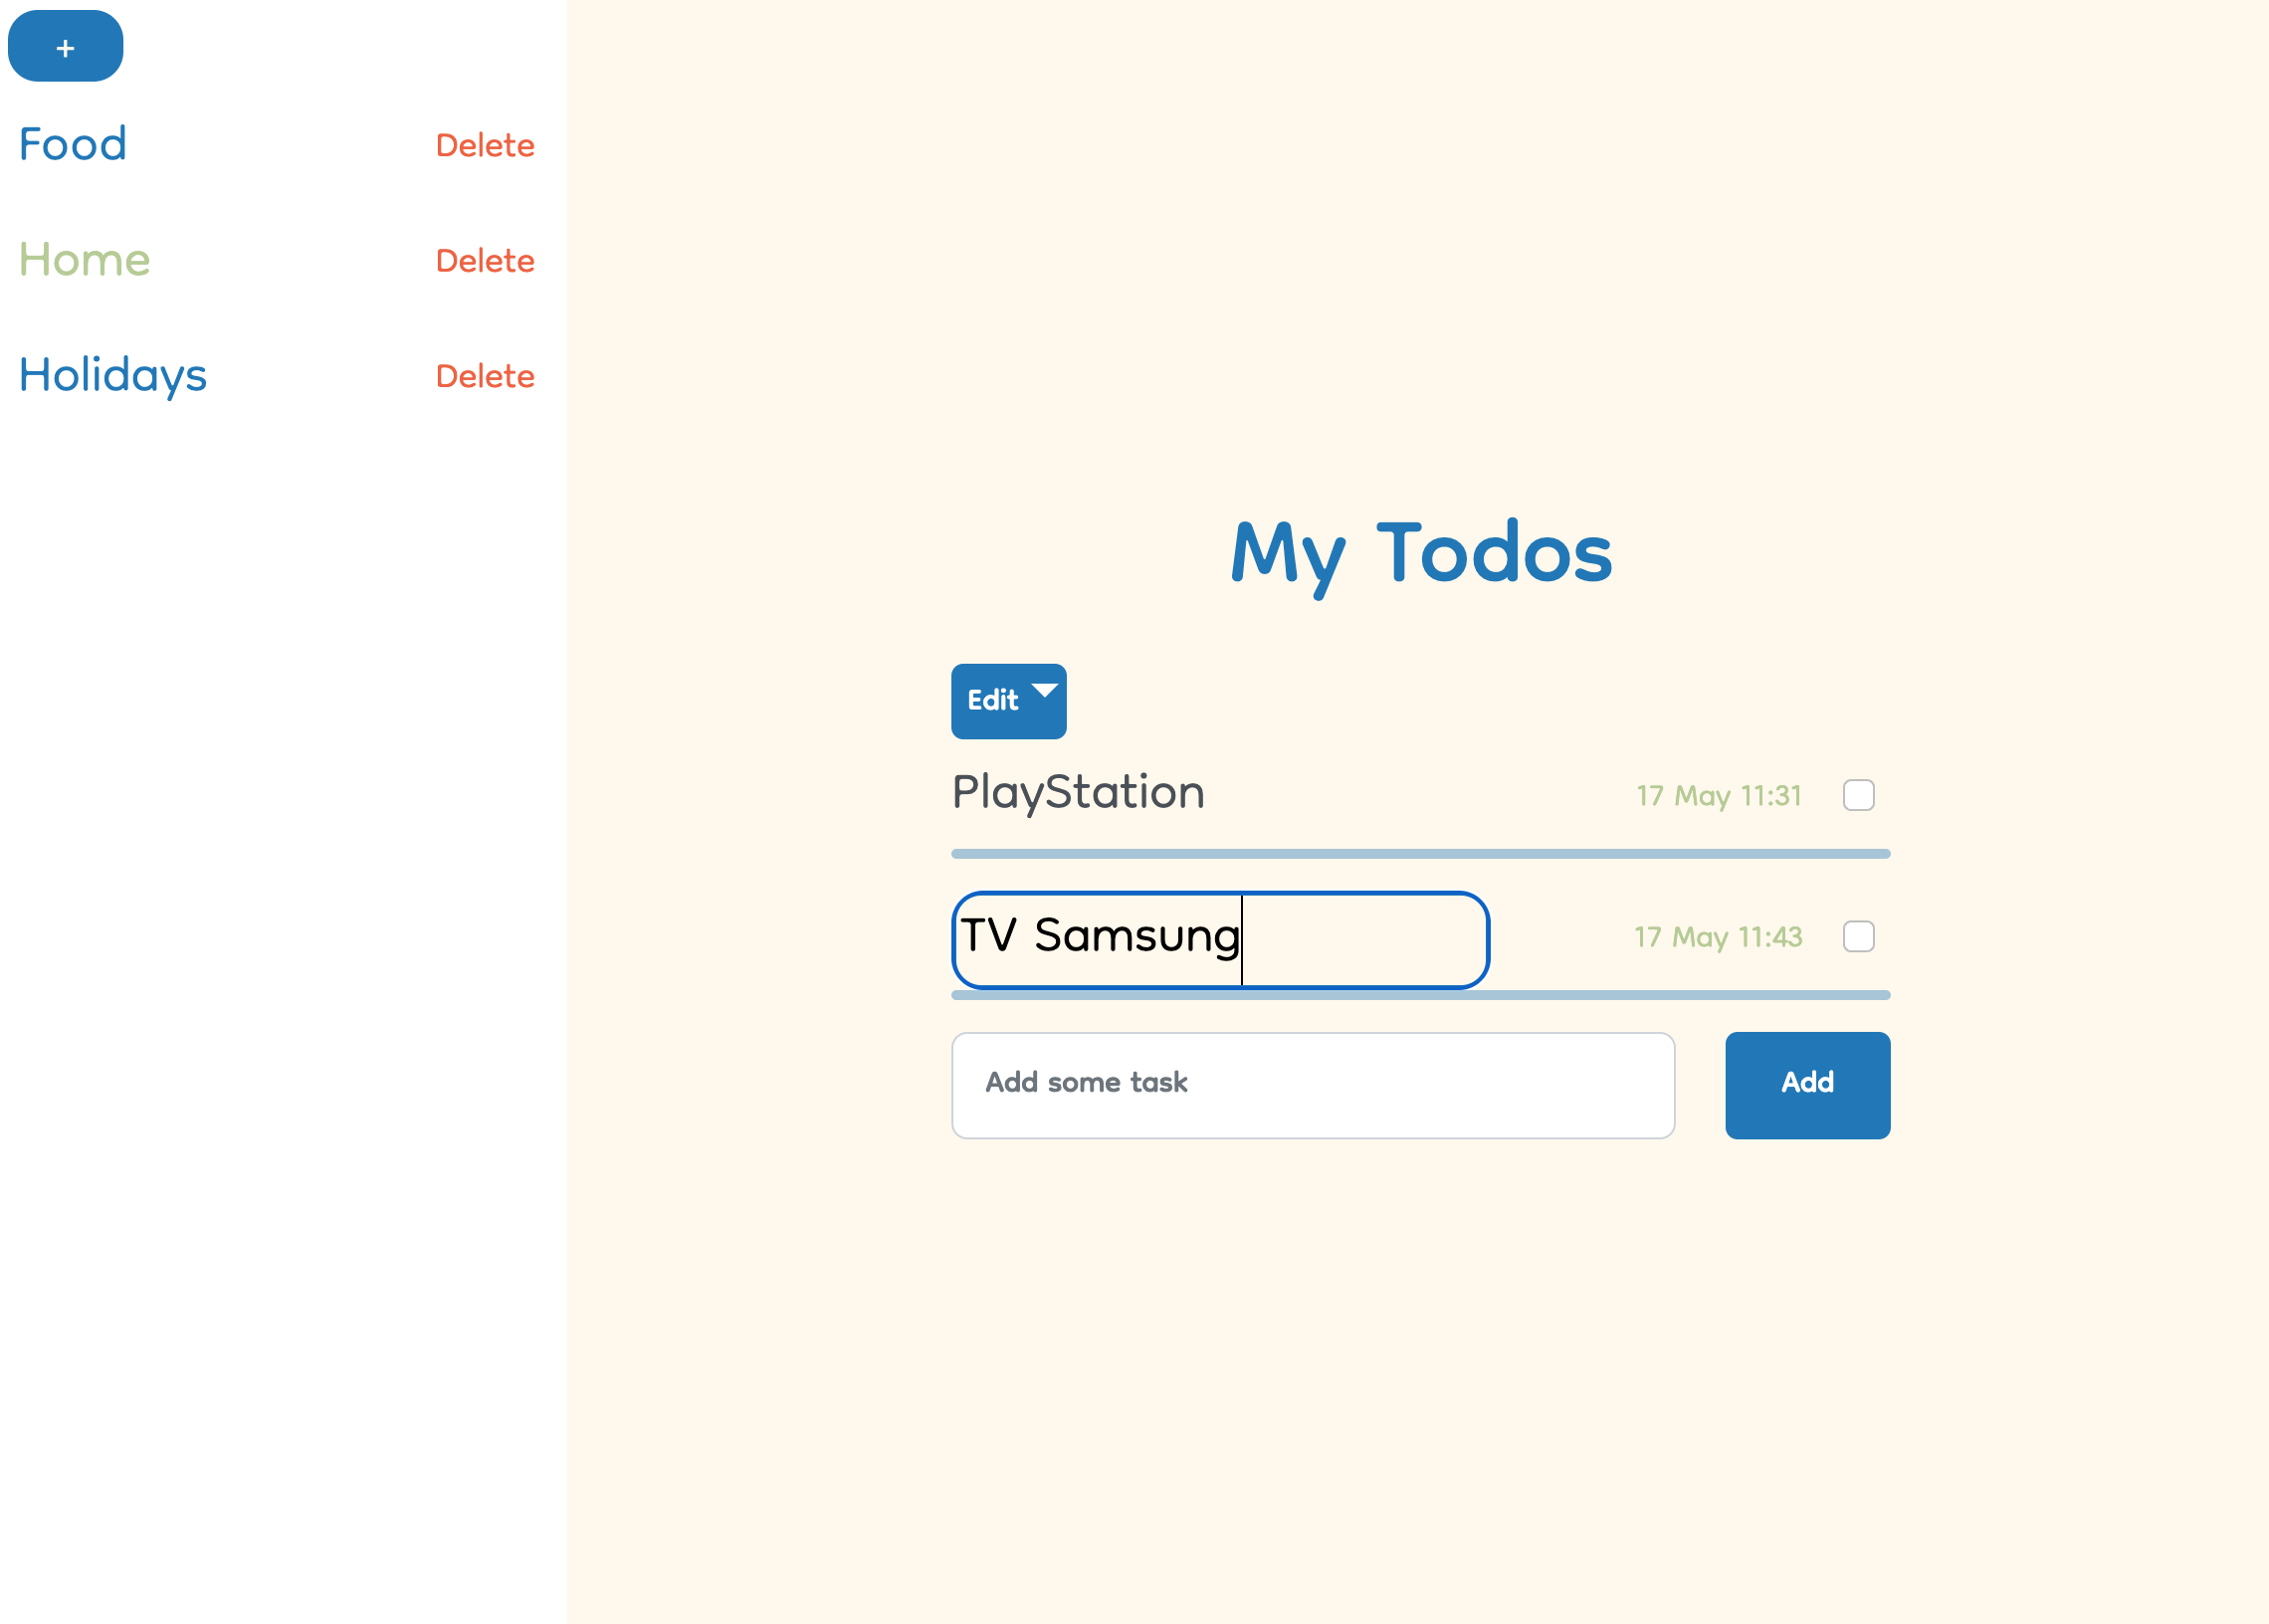 +
Food Delete
Home Delete
Holidays Delete
My Todos
Edit
PlayStation 17 May 11:31
TV Samsung 17 May 11:43
Add some task Add